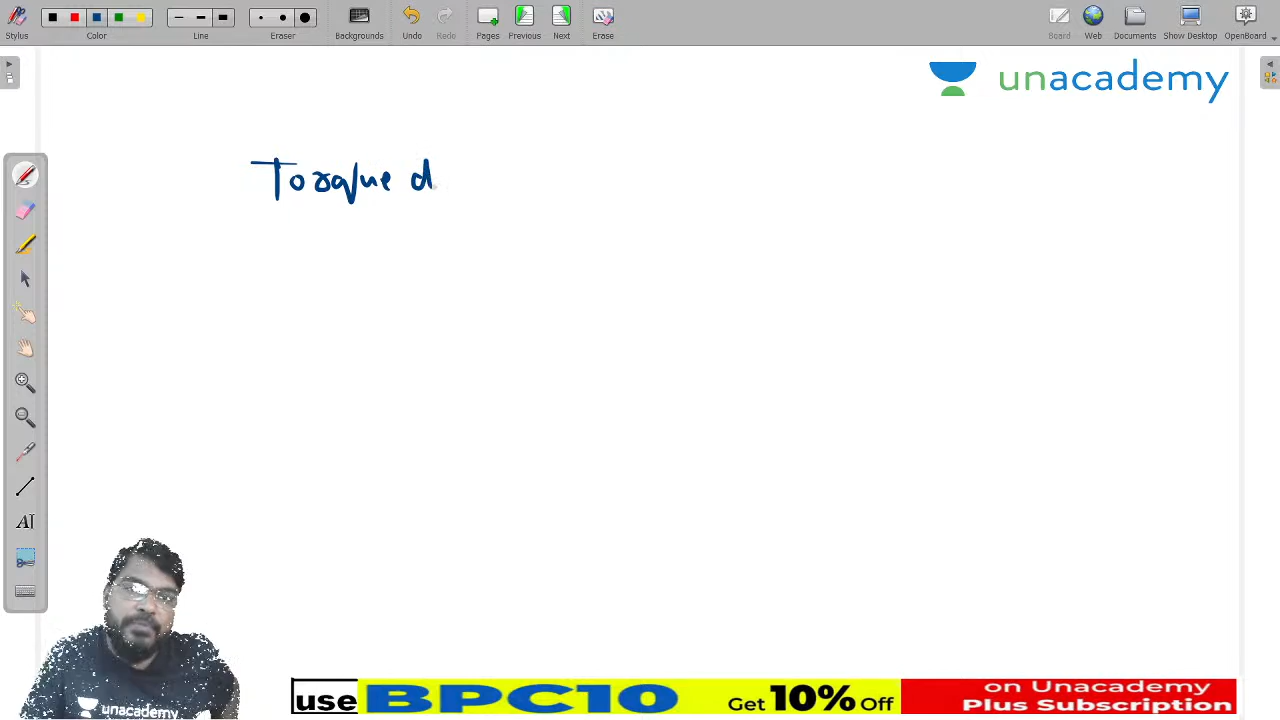 Stylus Color Line Eraser Backgrounds Undo Redo Pages Previous Next Erase Board Web Documents Show Desktop OpenBoard
unacademy
Torque d
AI
unacademy
use BPC10 Get 10% Off on Unacademy
Plus Subscription